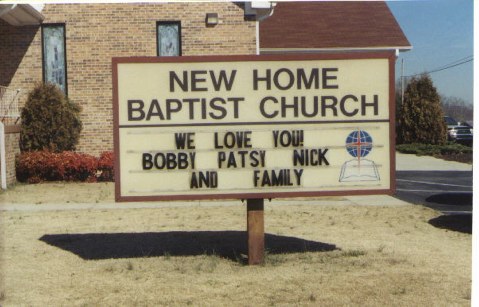 NEW HOME
BAPTIST CHURCH
WE LOVE YOU!
BOBBY PATSY NICK
AND FAMILY